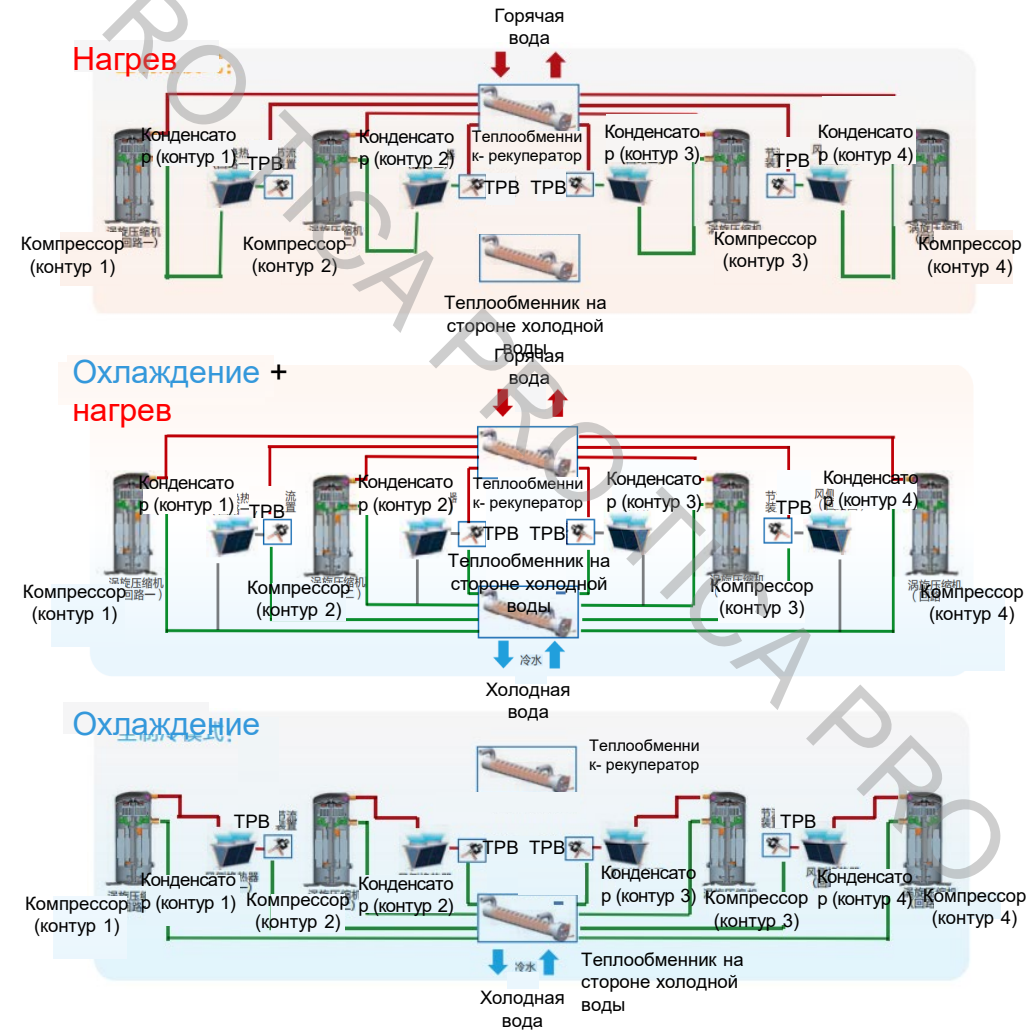 Горячая
вода
Нагрев
Конденсато
р (контур 1)
Конденсато
р (контур 2)
Теплообменни
к- рекуператор
Конденсато
р (контур 3)
Конденсато
р (контур 4)
ТРВ
ТРВ
ТРВ
ТРВ
Компрессор
(контур 1)
Компрессор
(контур 2)
Компрессор
(контур 3)
Компрессор
(контур 4)
Теплообменник на
стороне холодной
воды
Горячая
вода
Охлаждение +
нагрев
Конденсато
р (контур 1)
Конденсато
р (контур 2)
Теплообменни
к- рекуператор
Конденсато
р (контур 3)
Конденсато
р (контур 4)
ТРВ
ТРВ
ТРВ
ТРВ
Теплообменник на
стороне холодной
воды
Компрессор
(контур 1)
Компрессор
(контур 2)
Компрессор
(контур 3)
Компрессор
(контур 4)
冷水
Холодная
вода
Охлаждение
Теплообменни
к- рекуператор
ТРВ
ТРВ
ТРВ
ТРВ
Конденсато
р (контур 1)
Конденсато
р (контур 2)
Конденсато
р (контур 3)
Конденсато
р (контур 4)
Компрессор
(контур 1)
Компрессор
(контур 2)
Компрессор
(контур 3)
Компрессор
(контур 4)
冷水
Теплообменник на
стороне холодной
воды
Холодная
вода
PRO TICA PRO TICA PRO